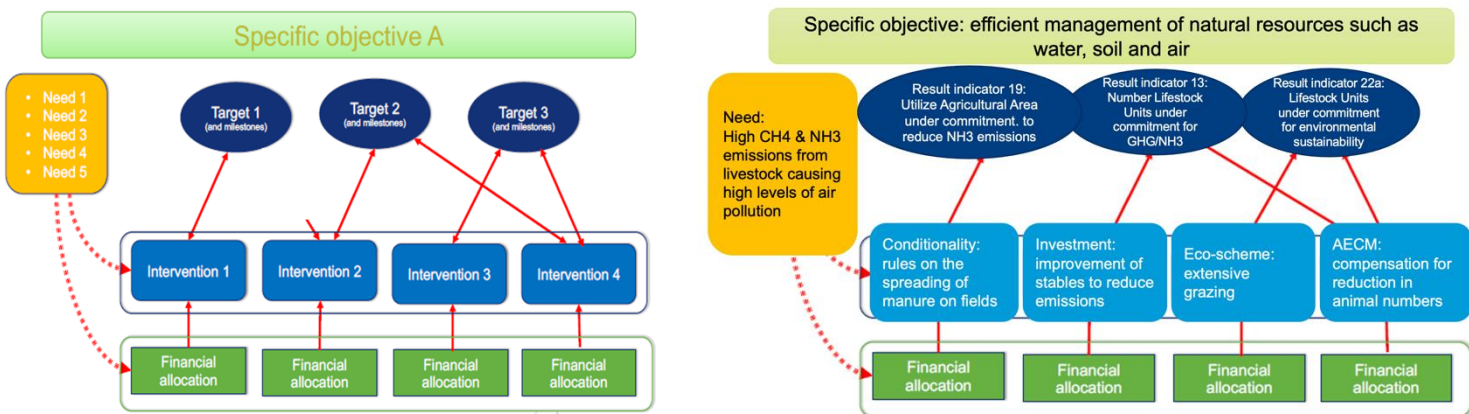 Specific objective A
• Need 1
• Need 2
• Need 3
• Need 4
• Need 5
Target 1
(and milestones)
Target 2
(and milestones)
Target 3
(and milestones)
Intervention 1
Intervention 2
Intervention 3
Intervention 4
Financial
allocation
Financial
allocation
Financial
allocation
Financial
allocation
Specific objective: efficient management of natural resources such as
water, soil and air
Need:
High CH4 & NH3
emissions from
livestock causing
high levels of air
pollution
Result indicator 19:
Utilize Agricultural Area
under commitment. to
reduce NH3 emissions
Result indicator 13:
Number Livestock
Units under
commitment for
GHG/NH3
Result indicator 22a:
Lifestock Units
under commitment
for environmental
sustainability
Conditionality:
rules on the
spreading of
manure on fields
Investment:
improvement of
stables to reduce
emissions
Eco-scheme:
extensive
grazing
AECM:
compensation for
reduction in
animal numbers
Financial
allocation
Financial
allocation
Financial
allocation
Financial
allocation